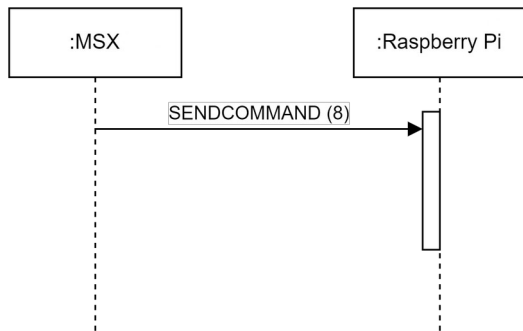 :MSX
:Raspberry Pi
SENDCOMMAND (8)